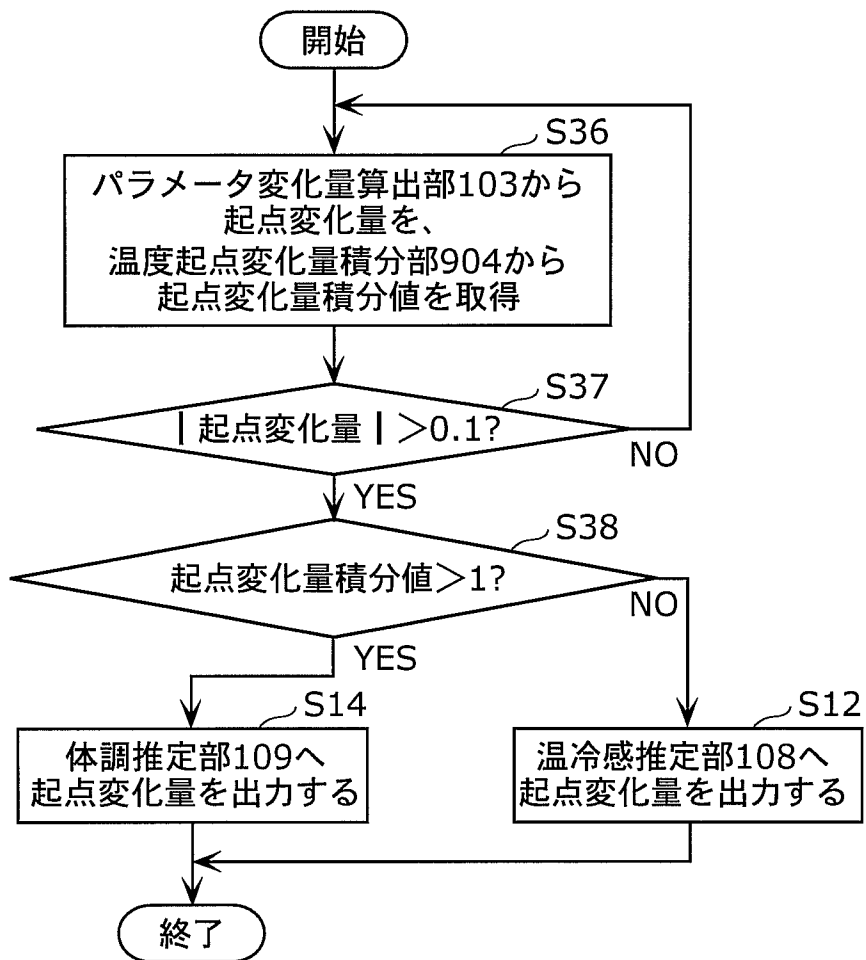 開始
S36
パラメータ変化量算出部103から
起点変化量を、
温度起点変化量積分部904から
起点変化量積分値を取得
S37
|起点変化量|>0.1?
NO
YES
S38
起点変化量積分値>1?
NO
YES
S14
体調推定部109へ
起点変化量を出力する
S12
温冷感推定部108へ
起点変化量を出力する
終了